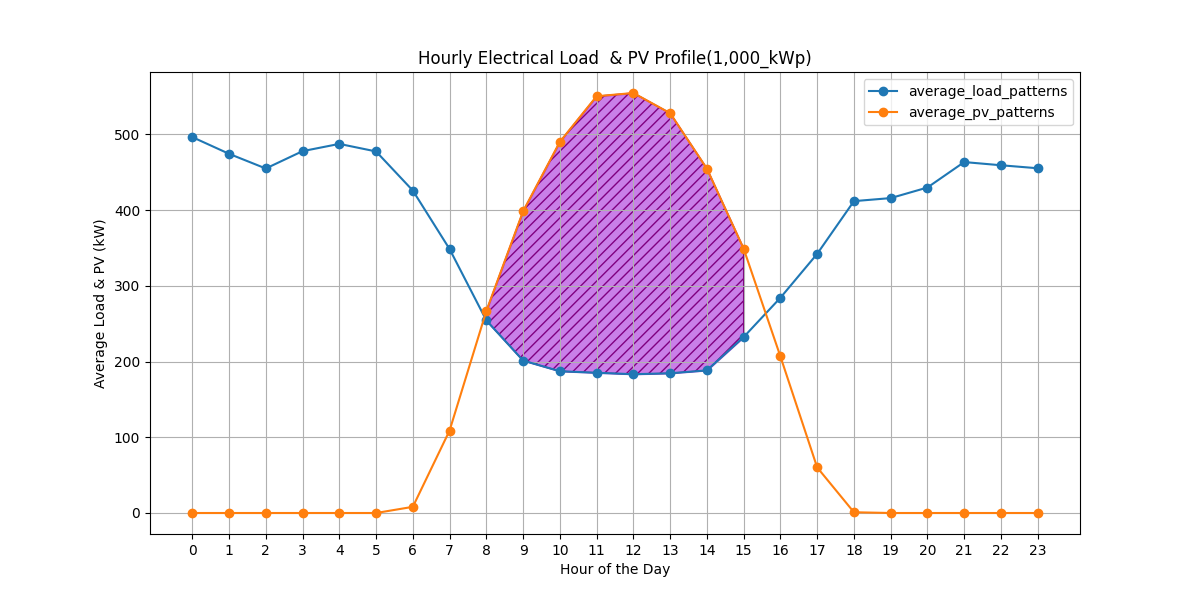 Hourly Electrical Load  & PV Profile(1,000_kWp)
average_load_patterns
average_pv_patterns
Average Load & PV (kW)
500
400
300
200
100
0
0 1 2 3 4 5 6 7 8 9 10 11 12 13 14 15 16 17 18 19 20 21 22 23
Hour of the Day